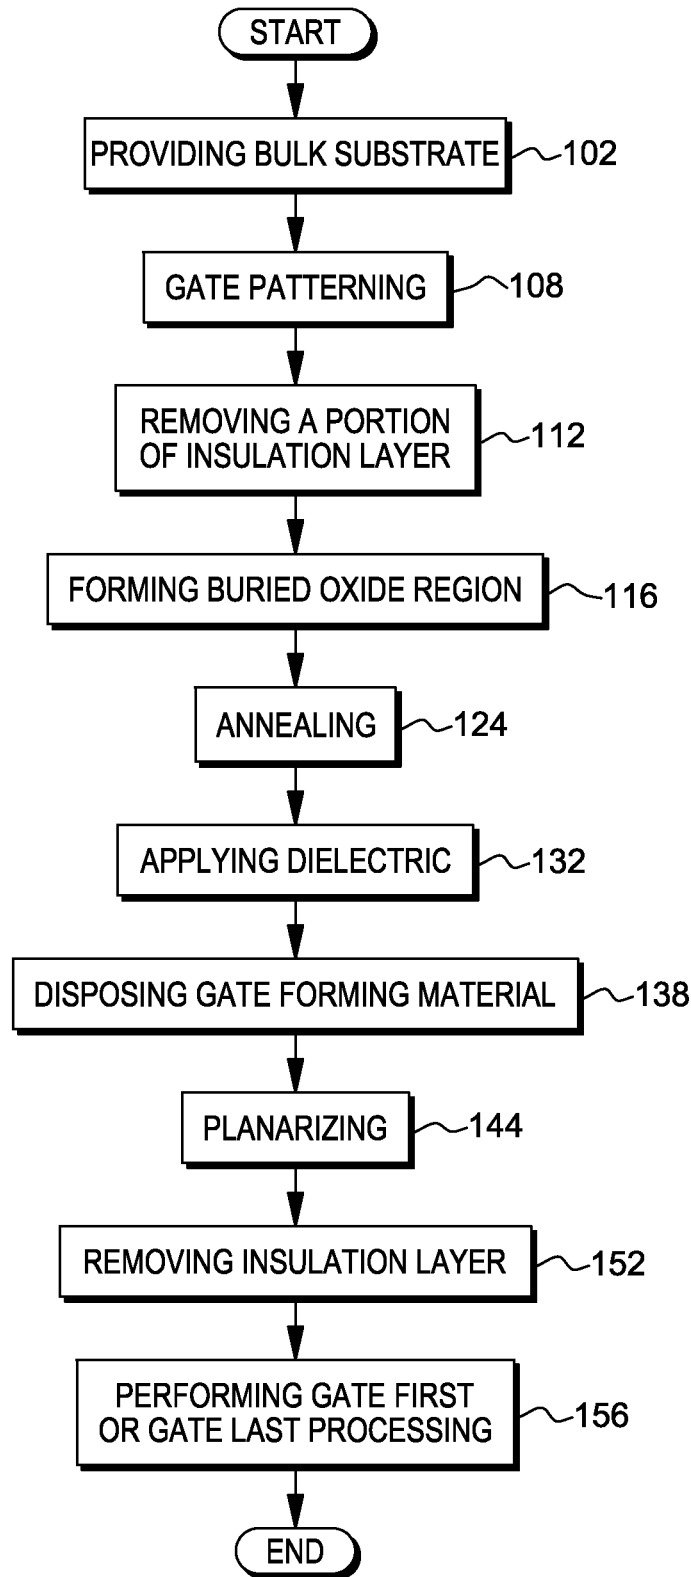 START
PROVIDING BULK SUBSTRATE
102
GATE PATTERNING
108
REMOVING A PORTION
OF INSULATION LAYER
112
FORMING BURIED OXIDE REGION
116
ANNEALING
124
APPLYING DIELECTRIC
132
DISPOSING GATE FORMING MATERIAL
138
PLANARIZING
144
REMOVING INSULATION LAYER
152
PERFORMING GATE FIRST
OR GATE LAST PROCESSING
156
END